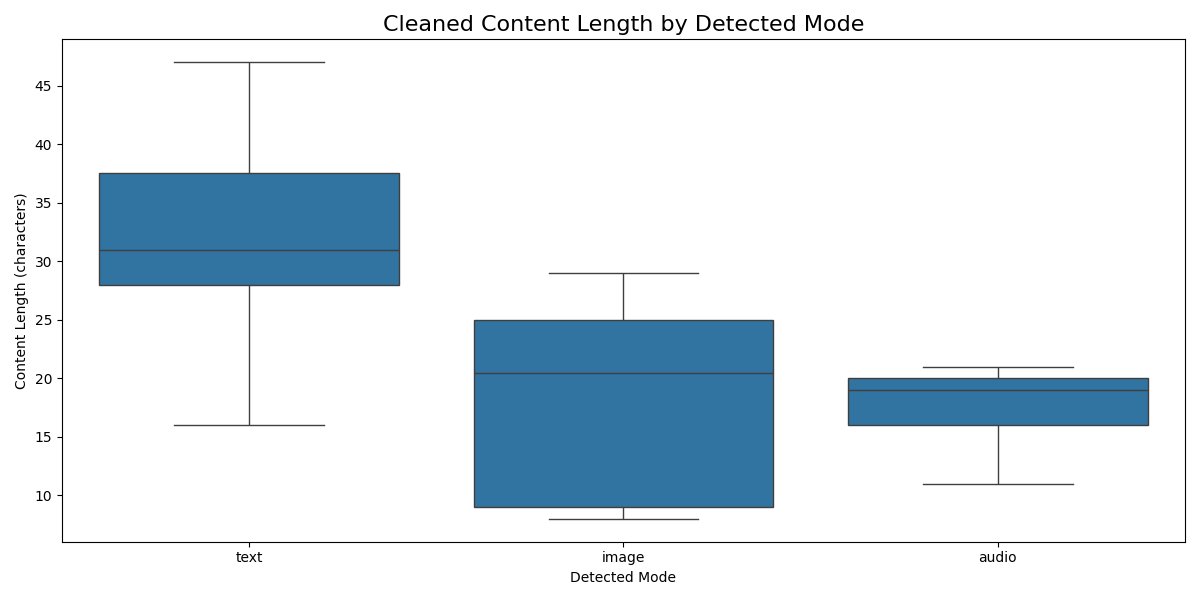 Cleaned Content Length by Detected Mode
Content Length (characters)
45
40
35
30
25
20
15
10
text
image
audio
Detected Mode